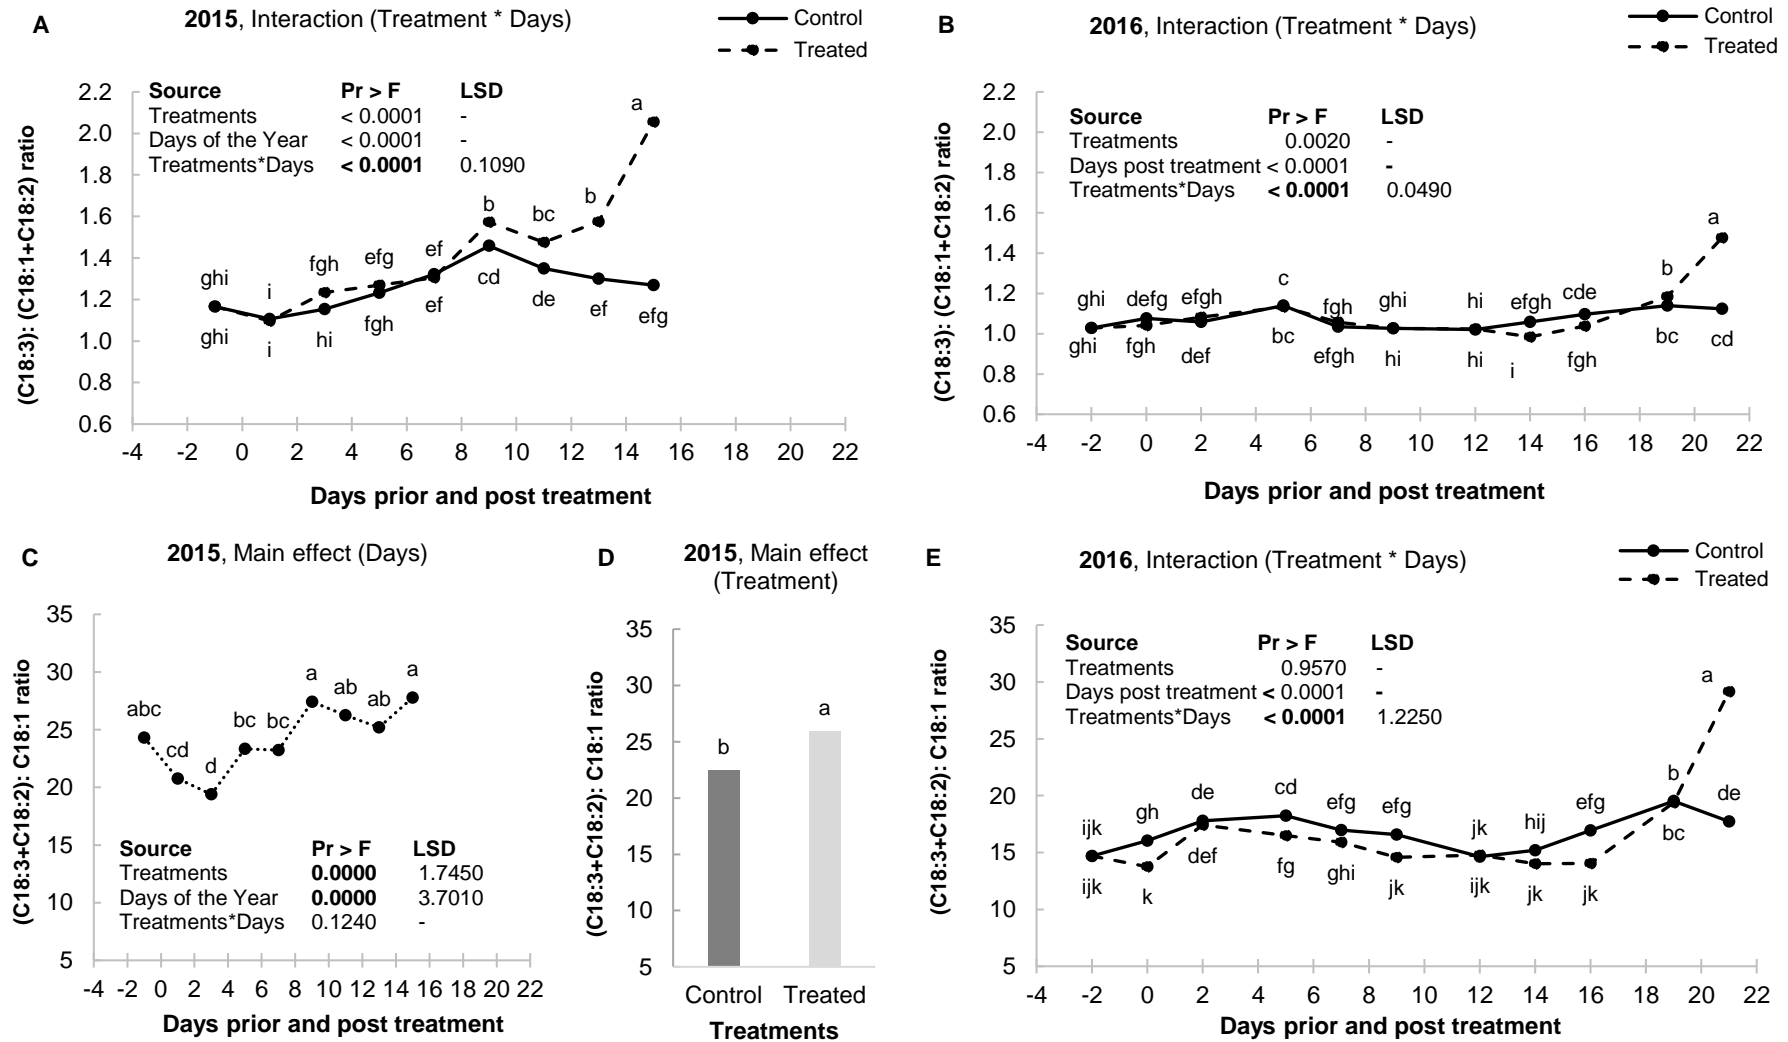 A
2015, Interaction (Treatment * Days)
Control
Treated
Source Pr > F LSD
Treatments < 0.0001 -
Days of the Year < 0.0001 -
Treatments*Days < 0.0001 0.1090
(C18:3): (C18:1+C18:2) ratio
2.2
2.0
1.8
1.6
1.4
1.2
1.0
0.8
0.6
ghi i fgh efg ef b bc b a
ghi i hi fgh ef cd de ef efg
-4 -2 0 2 4 6 8 10 12 14 16 18 20 22
Days prior and post treatment
B
2016, Interaction (Treatment * Days)
Control
Treated
Source Pr > F LSD
Treatments 0.0020 -
Days post treatment < 0.0001 -
Treatments*Days < 0.0001 0.0490
(C18:3): (C18:1+C18:2) ratio
2.2
2.0
1.8
1.6
1.4
1.2
1.0
0.8
0.6
ghi defg efgh c fgh ghi hi efgh cde b a
ghi fgh def bc efgh hi hi i fgh bc cd
-4 -2 0 2 4 6 8 10 12 14 16 18 20 22
Days prior and post treatment
C
2015, Main effect (Days)
(C18:3+C18:2): C18:1 ratio
35
30
25
20
15
10
5
abc cd d bc bc a ab ab a
Source Pr > F LSD
Treatments 0.0000 1.7450
Days of the Year 0.0000 3.7010
Treatments*Days 0.1240 -
-4 -2 0 2 4 6 8 10 12 14 16 18 20 22
Days prior and post treatment
D
2015, Main effect
(Treatment)
(C18:3+C18:2): C18:1 ratio
35
30
25
20
15
10
5
b a
Control Treated
Treatments
E
2016, Interaction (Treatment * Days)
Control
Treated
Source Pr > F LSD
Treatments 0.9570 -
Days post treatment < 0.0001 -
Treatments*Days < 0.0001 1.2250
(C18:3+C18:2): C18:1 ratio
35
30
25
20
15
10
5
ijk gh de cd efg efg jk hij efg b a
ijk k def fg ghi jk ijk jk jk bc de
-4 -2 0 2 4 6 8 10 12 14 16 18 20 22
Days prior and post treatment